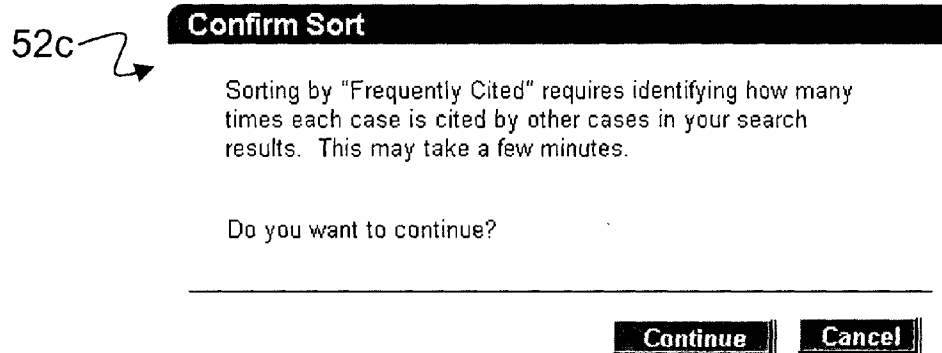 52c
Confirm Sort
Sorting by "Frequently Cited" requires identifying how many
times each case is cited by other cases in your search
results. This may take a few minutes.
Do you want to continue?
Continue Cancel